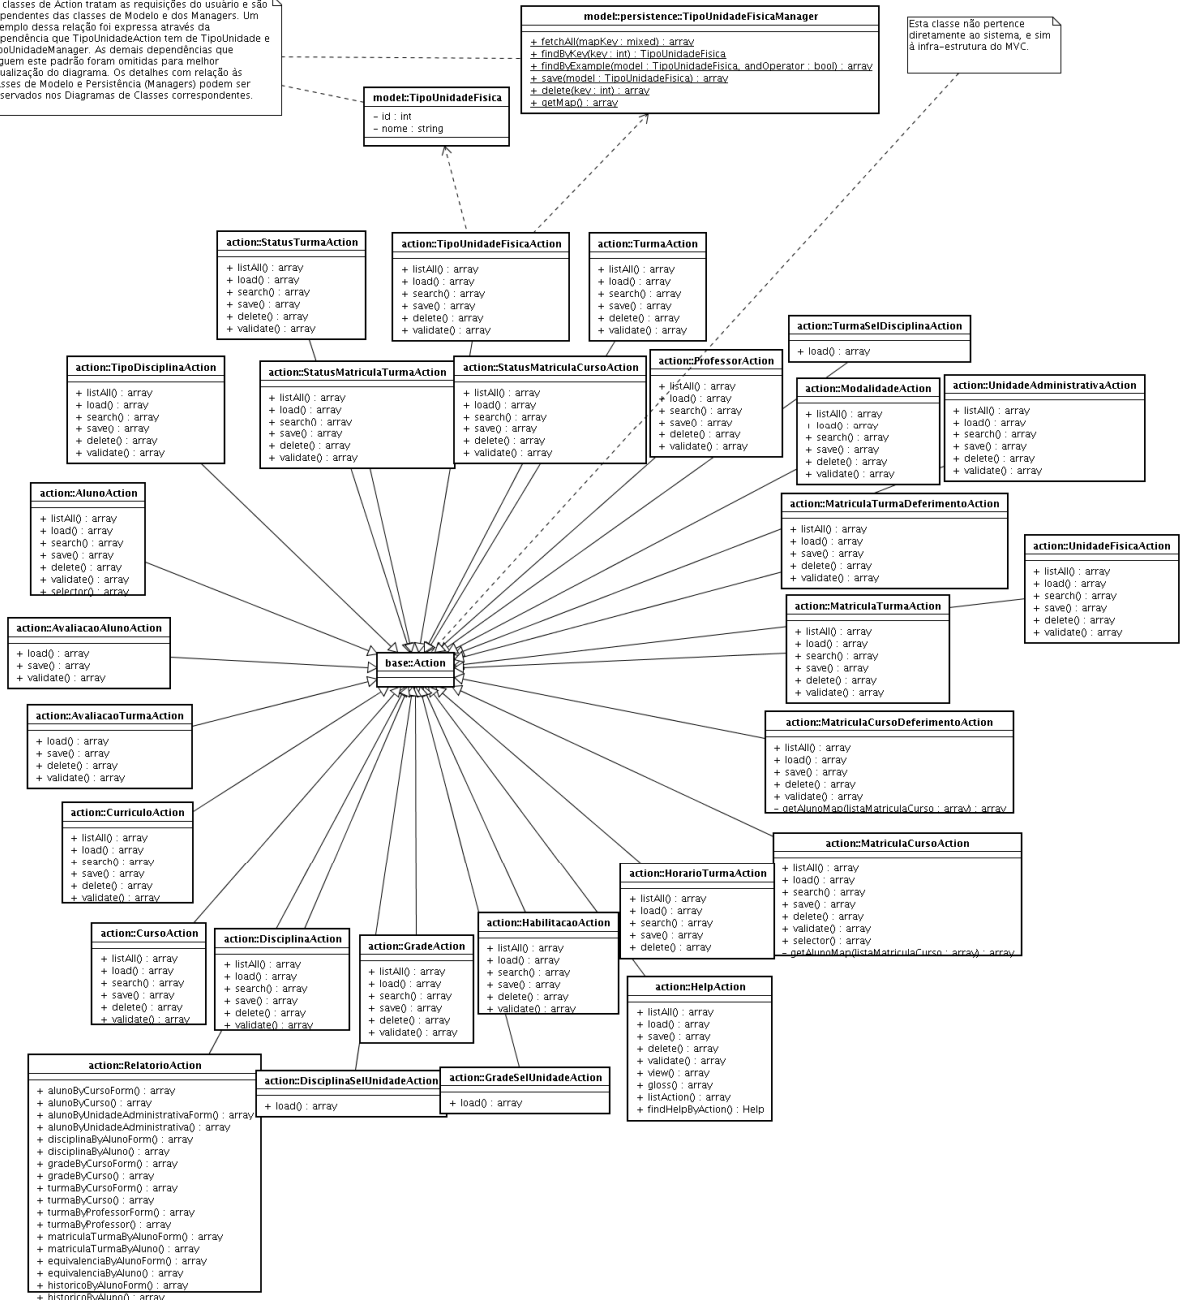 classes de Action tratam as requisições do usuário e são
pendentes das classes de Modelo e dos Managers. Um
emplo dessa relação foi expressa através da
pendência que TipoUnidadeAction tem de TipoUnidade e
poUnidadeManager. As demais dependências que
guem este padrão foram omitidas para melhor
ualização do diagrama. Os detalhes com relação às
sses de Modelo e Persistência (Managers) podem ser
servados nos Diagramas de Classes correspondentes.
model::persistence::TipoUnidadeFisicaManager
+ fetchAll(mapKey : mixed) : array
+ findByKey(key : int) : TipoUnidadeFisica
+ findByExample(model : TipoUnidadeFisica, andOperator : bool) : array
+ save(model : TipoUnidadeFisica) : array
+ delete(key : int) : array
+ getMap() : array
Esta classe não pertence
diretamente ao sistema, e sim
à infra-estrutura do MVC.
model::TipoUnidadeFisica
- id : int
- nome : string
action::StatusTurmaAction
+ listAll() : array
+ load() : array
+ search() : array
+ save() : array
+ delete() : array
+ validate() : array
action::TipoUnidadeFisicaAction
+ listAll() : array
+ load() : array
+ search() : array
+ save() : array
+ delete() : array
+ validate() : array
action::TurmaAction
+ listAll() : array
+ load() : array
+ search() : array
+ save() : array
+ delete() : array
+ validate() : array
action::TurmaSelDisciplinaAction
+ load() : array
action::TipoDisciplinaAction
+ listAll() : array
+ load() : array
+ search() : array
+ save() : array
+ delete() : array
+ validate() : array
action::StatusMatriculaTurmaAction
+ listAll() : array
+ load() : array
+ search() : array
+ save() : array
+ delete() : array
+ validate() : array
action::StatusMatriculaCursoAction
+ listAll() : array
+ load() : array
+ search() : array
+ save() : array
+ delete() : array
+ validate() : array
action::ProfessorAction
+ listAll() : array
+ load() : array
+ search() : array
+ save() : array
+ delete() : array
+ validate() : array
action::ModalidadeAction
+ listAll() : array
+ load() : array
+ search() : array
+ save() : array
+ delete() : array
+ validate() : array
action::UnidadeAdministrativaAction
+ listAll() : array
+ load() : array
+ search() : array
+ save() : array
+ delete() : array
+ validate() : array
action::AlunoAction
+ listAll() : array
+ load() : array
+ search() : array
+ save() : array
+ delete() : array
+ validate() : array
+ selector() : array
action::MatriculaTurmaDeferimentoAction
+ listAll() : array
+ load() : array
+ save() : array
+ delete() : array
+ validate() : array
action::UnidadeFisicaAction
+ listAll() : array
+ load() : array
+ search() : array
+ save() : array
+ delete() : array
+ validate() : array
action::MatriculaTurmaAction
+ listAll() : array
+ load() : array
+ search() : array
+ save() : array
+ delete() : array
+ validate() : array
action::AvaliacaoAlunoAction
+ load() : array
+ save() : array
+ validate() : array
base::Action
action::AvaliacaoTurmaAction
+ load() : array
+ save() : array
+ delete() : array
+ validate() : array
action::MatriculaCursoDeferimentoAction
+ listAll() : array
+ load() : array
+ save() : array
+ delete() : array
+ validate() : array
- getAlunoMap(listaMatriculaCurso : array) : array
action::CurriculoAction
+ listAll() : array
+ load() : array
+ search() : array
+ save() : array
+ delete() : array
+ validate() : array
action::MatriculaCursoAction
+ listAll() : array
+ load() : array
+ search() : array
+ save() : array
+ delete() : array
+ validate() : array
+ selector() : array
- getAlunoMap(listaMatriculaCurso : array) : array
action::HorarioTurmaAction
+ listAll() : array
+ load() : array
+ search() : array
+ save() : array
+ delete() : array
action::CursoAction
+ listAll() : array
+ load() : array
+ search() : array
+ save() : array
+ delete() : array
+ validate() : array
action::DisciplinaAction
+ listAll() : array
+ load() : array
+ search() : array
+ save() : array
+ delete() : array
+ validate() : array
action::GradeAction
+ listAll() : array
+ load() : array
+ search() : array
+ save() : array
+ delete() : array
+ validate() : array
action::HabilitacaoAction
+ listAll() : array
+ load() : array
+ search() : array
+ save() : array
+ delete() : array
+ validate() : array
action::HelpAction
+ listAll() : array
+ load() : array
+ save() : array
+ delete() : array
+ validate() : array
+ view() : array
+ gloss() : array
+ listAction() : array
+ findHelpByAction() : Help
action::RelatorioAction
+ alunoByCursoForm() : array
+ alunoByCurso() : array
+ alunoByUnidadeAdministrativaForm() : array
+ alunoByUnidadeAdministrativa() : array
+ disciplinaByAlunoForm() : array
+ disciplinaByAluno() : array
+ gradeByCursoForm() : array
+ gradeByCurso() : array
+ turmaByCursoForm() : array
+ turmaByCurso() : array
+ turmaByProfessorForm() : array
+ turmaByProfessor() : array
+ matriculaTurmaByAlunoForm() : array
+ matriculaTurmaByAluno() : array
+ equivalenciaByAlunoForm() : array
+ equivalenciaByAluno() : array
+ historicoByAlunoForm() : array
+ historicoByAluno() : array
action::DisciplinaSelUnidadeAction
+ load() : array
action::GradeSelUnidadeAction
+ load() : array